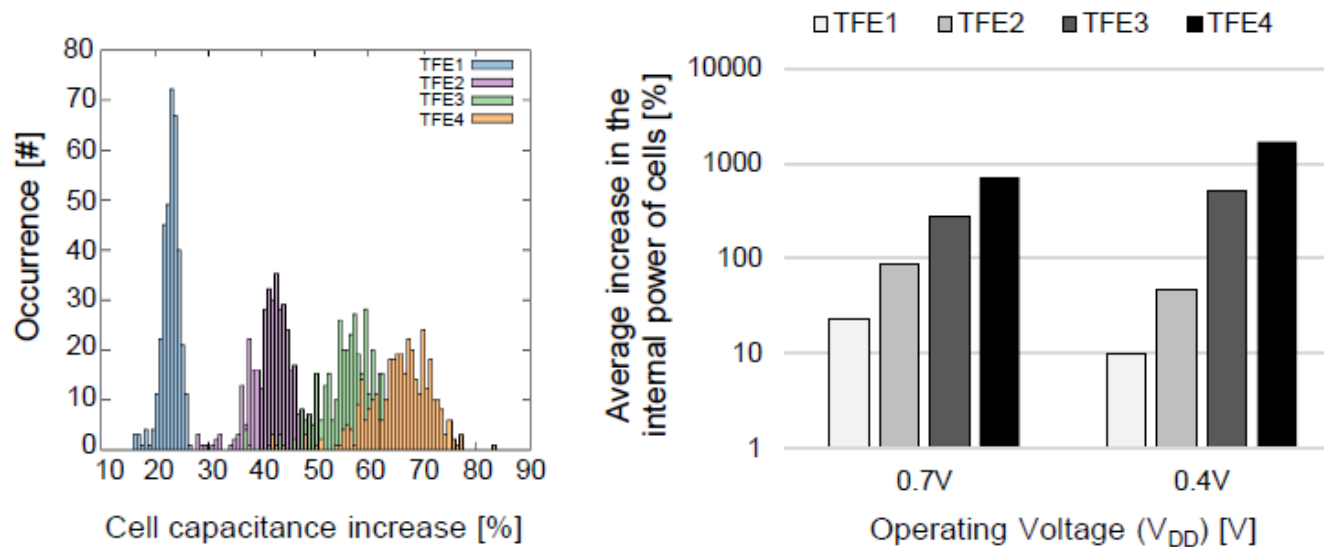 80
70
60
50
40
30
20
10
0
Occurrence [#]
TFE1
TFE2
TFE3
TFE4
10 20 30 40 50 60 70 80 90
Cell capacitance increase [%]
TFE1 TFE2 TFE3 TFE4
10000
1000
100
10
1
Average increase in the
internal power of cells [%]
0.7V 0.4V
Operating Voltage (VDD) [V]